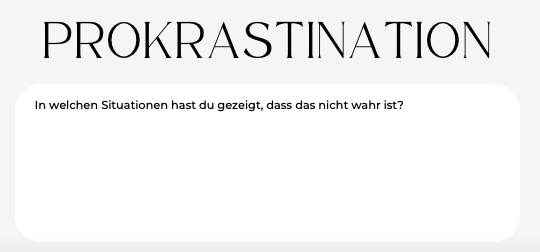 PROKRASTINATION
In welchen Situationen hast du gezeigt, dass das nicht wahr ist?